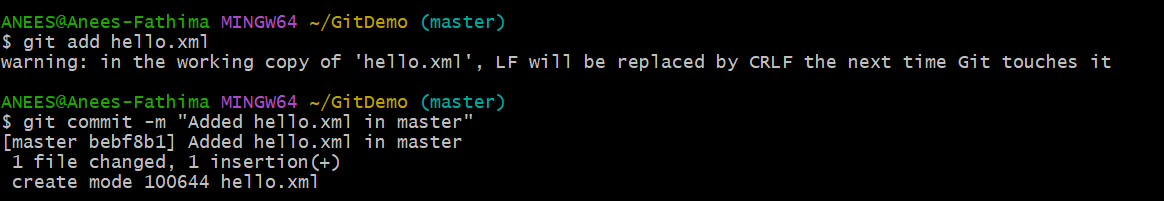 ANEES@Anees-Fathima MINGW64 ~/GitDemo (master)
$ git add hello.xml
warning: in the working copy of 'hello.xml', LF will be replaced by CRLF the next time Git touches it
ANEES@Anees-Fathima MINGW64 ~/GitDemo (master)
$ git commit -m "Added hello.xml in master"
[master bebf8b1] Added hello.xml in master
 1 file changed, 1 insertion(+)
 create mode 100644 hello.xml